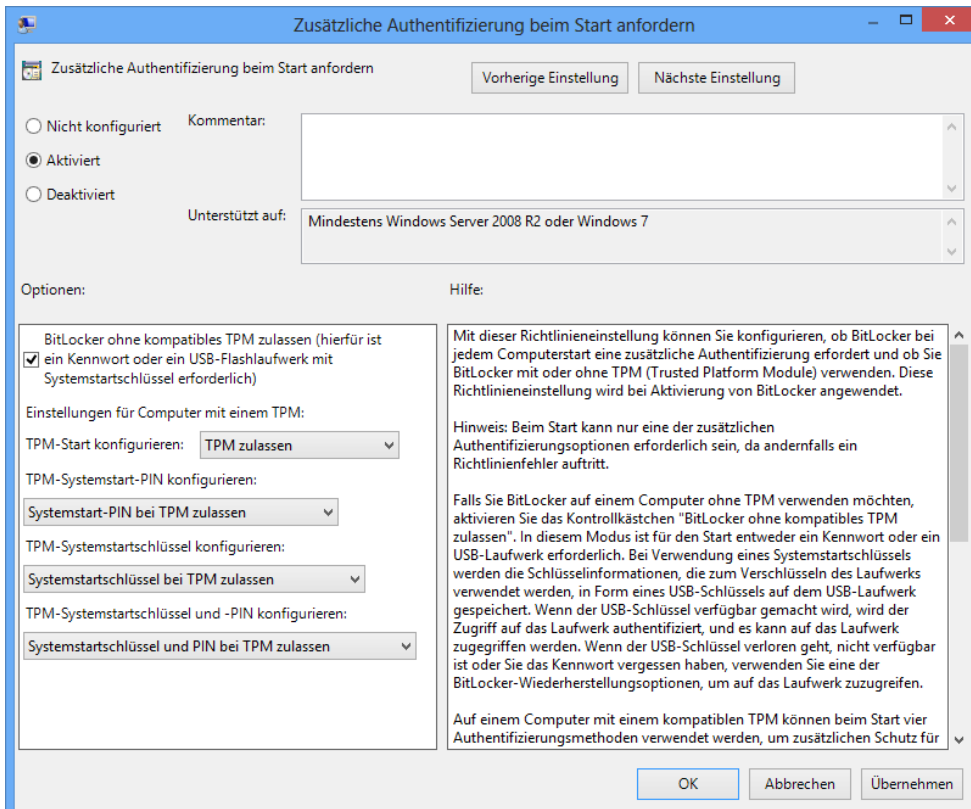 Zusätzliche Authentifizierung beim Start anfordern
Zusätzliche Authentifizierung beim Start anfordern
Vorherige Einstellung
Nächste Einstellung
Nicht konfiguriert
Kommentar:
Aktiviert
Deaktiviert
Unterstützt auf:
Mindestens Windows Server 2008 R2 oder Windows 7
Optionen:
Hilfe:
BitLocker ohne kompatibles TPM zulassen (hierfür ist
ein Kennwort oder ein USB-Flashlaufwerk mit
Systemstartschlüssel erforderlich)
Einstellungen für Computer mit einem TPM:
TPM-Start konfigurieren:
TPM zulassen
TPM-Systemstart-PIN konfigurieren:
Systemstart-PIN bei TPM zulassen
TPM-Systemstartschlüssel konfigurieren:
Systemstartschlüssel bei TPM zulassen
TPM-Systemstartschlüssel und -PIN konfigurieren:
Systemstartschlüssel und PIN bei TPM zulassen
Mit dieser Richtlinieneinstellung können Sie konfigurieren, ob BitLocker bei
jedem Computerstart eine zusätzliche Authentifizierung erfordert und ob Sie
BitLocker mit oder ohne TPM (Trusted Platform Module) verwenden. Diese
Richtlinieneinstellung wird bei Aktivierung von BitLocker angewendet.
Hinweis: Beim Start kann nur eine der zusätzlichen
Authentifizierungsoptionen erforderlich sein, da andernfalls ein
Richtlinienfehler auftritt.
Falls Sie BitLocker auf einem Computer ohne TPM verwenden möchten,
aktivieren Sie das Kontrollkästchen "BitLocker ohne kompatibles TPM
zulassen". In diesem Modus ist für den Start entweder ein Kennwort oder ein
USB-Laufwerk erforderlich. Bei Verwendung eines Systemstartschlüssels
werden die Schlüsselinformationen, die zum Verschlüsseln des Laufwerks
verwendet werden, in Form eines USB-Schlüssels auf dem USB-Laufwerk
gespeichert. Wenn der USB-Schlüssel verfügbar gemacht wird, wird der
Zugriff auf das Laufwerk authentifiziert, und es kann auf das Laufwerk
zugegriffen werden. Wenn der USB-Schlüssel verloren geht, nicht verfügbar
ist oder Sie das Kennwort vergessen haben, verwenden Sie eine der
BitLocker-Wiederherstellungsoptionen, um auf das Laufwerk zuzugreifen.
Auf einem Computer mit einem kompatiblen TPM können beim Start vier
Authentifizierungsmethoden verwendet werden, um zusätzlichen Schutz für
OK
Abbrechen
Übernehmen